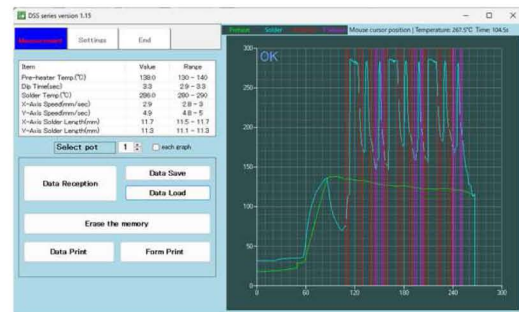 DSS series version 1.15
Measurement Settings End
Preheat Solder Mouse cursor position | Temperature: 267.5°C Time: 104.5s
Item Value Range
Pre-heater Temp(℃) 138.0 130 - 140
Dip Time(sec) 3.3 2.9 - 3.3
Solder Temp(℃) 286.0 280 - 290
X-Axis Speed(mm/sec) 2.9 2.8 - 3
Y-Axis Speed(mm/sec) 4.9 4.8 - 5
X-Axis Solder Length(mm) 11.7 11.5 - 11.7
Y-Axis Solder Length(mm) 11.3 11.1 - 11.3
Select pot 1 each graph
Data Reception
Data Save
Data Load
Erase the memory
Data Print Form Print
OK
300
250
200
150
100
50
0
0 60 120 180 240 300